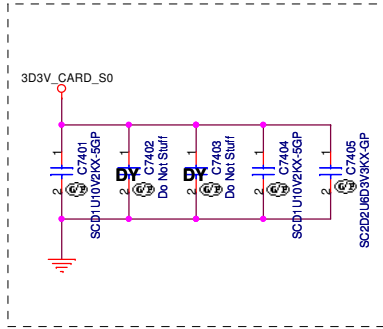 3D3V_CARD_S0
1
2
C7401
SCD1U10V2KX-5GP
1
2
DY
C7402
Do Not Stuff
1
2
DY
C7403
Do Not Stuff
1
2
C7404
SCD1U10V2KX-5GP
1
2
C7405
SC2D2U6D3V3KX-GP